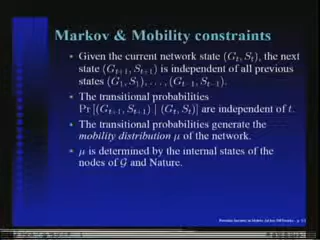 Markov & Mobility constraints
• Given the current network state (G_t, S_t), the next
state (G_{t+1}, S_{t+1}) is independent of all previous
states (G_1, S_1), . . . , (G_{t−1}, S_{t−1}).
• The transitional probabilities
Pr [(G_{t+1}, S_{t+1}) | (G_t, S_t)] are independent of t.
• The transitional probabilities generate the
mobility distribution μ of the network.
• μ is determined by the internal states of the
nodes of G and Nature.